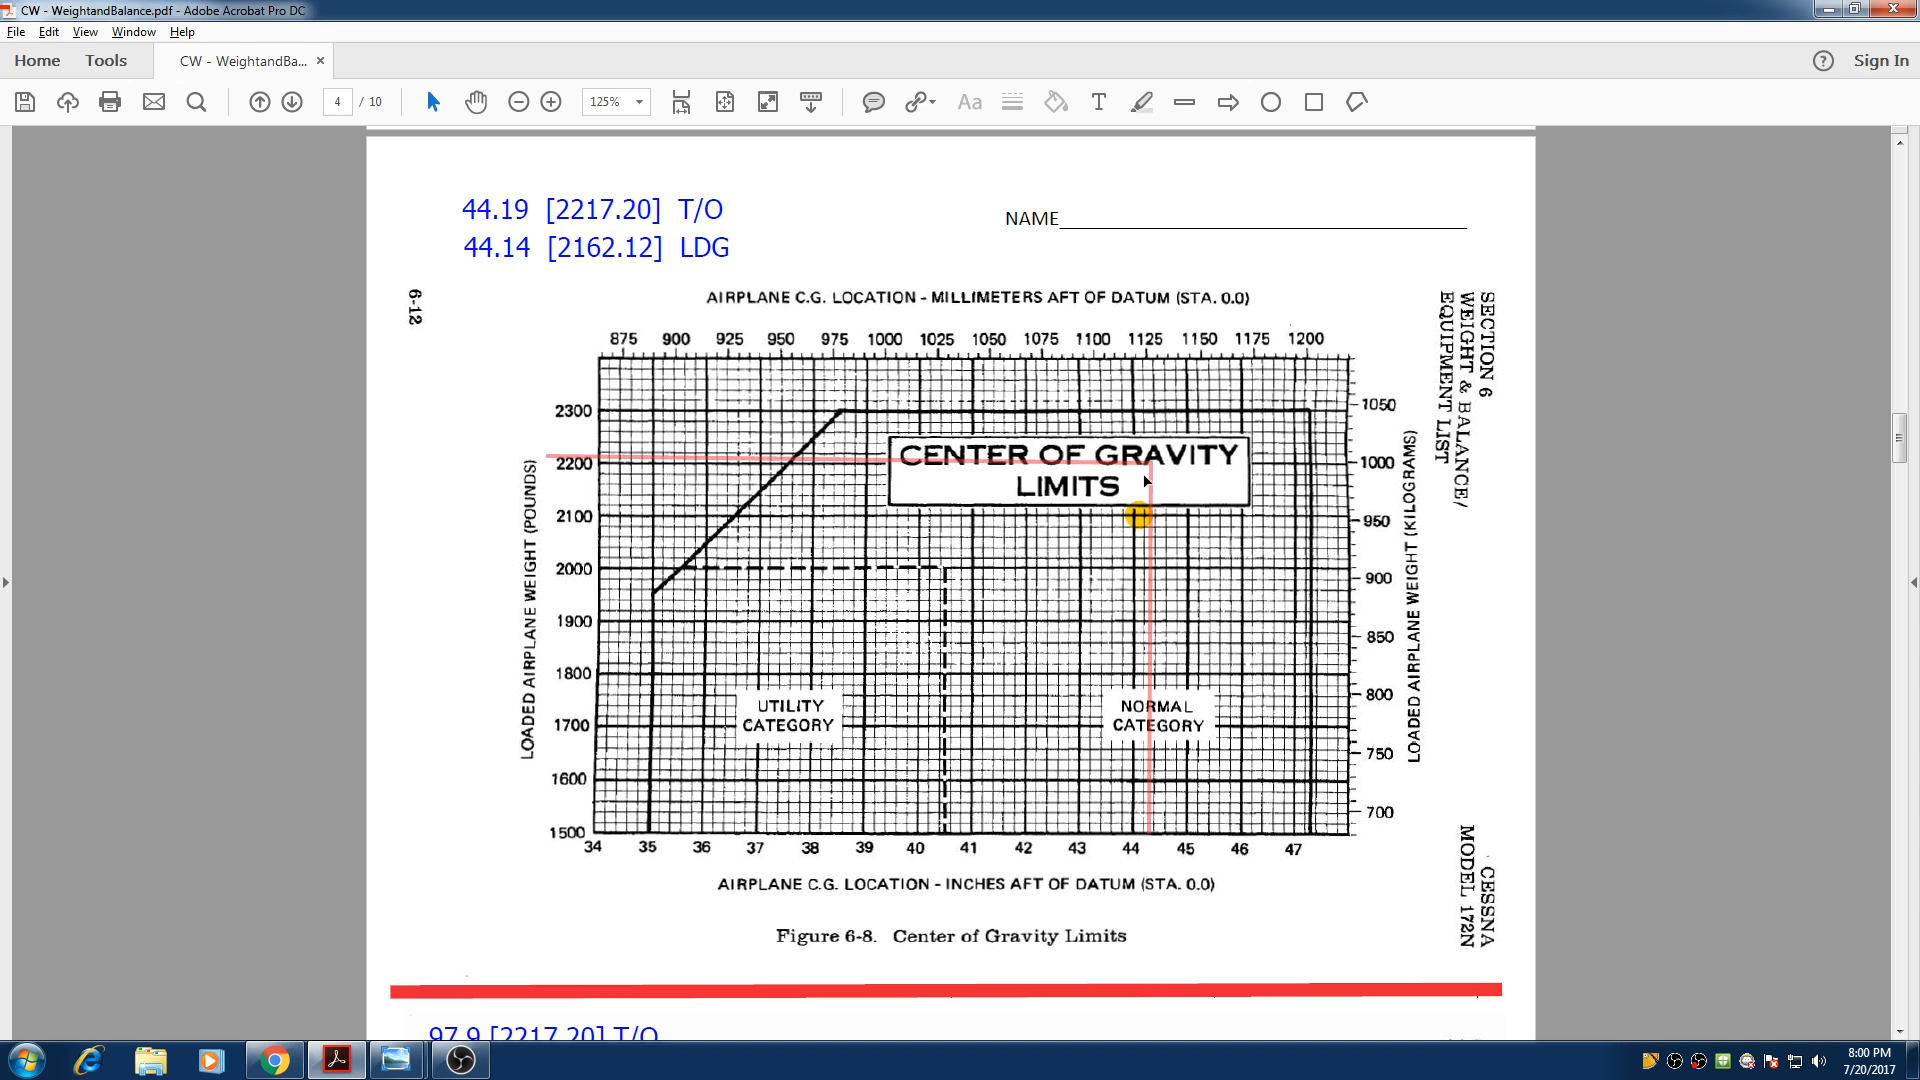 CW - WeightandBalance.pdf - Adobe Acrobat Pro DC
File Edit View Window Help
Home Tools CW - WeightandBa... × Sign In
4 / 10 125%
44.19 [2217.20] T/O
44.14 [2162.12] LDG
NAME
6-12
SECTION 6
WEIGHT & BALANCE/
EQUIPMENT LIST
AIRPLANE C.G. LOCATION - MILLIMETERS AFT OF DATUM (STA. 0.0)
875 900 925 950 975 1000 1025 1050 1075 1100 1125 1150 1175 1200
LOADED AIRPLANE WEIGHT (POUNDS)
2300
2200
2100
2000
1900
1800
1700
1600
1500
CENTER OF GRAVITY
LIMITS
UTILITY
CATEGORY
NORMAL
CATEGORY
1050
1000
950
900
850
800
750
700
LOADED AIRPLANE WEIGHT (KILOGRAMS)
34 35 36 37 38 39 40 41 42 43 44 45 46 47
AIRPLANE C.G. LOCATION - INCHES AFT OF DATUM (STA. 0.0)
CESSNA
MODEL 172N
Figure 6-8. Center of Gravity Limits
97.9 [2217.20] T/O
8:00 PM
7/20/2017